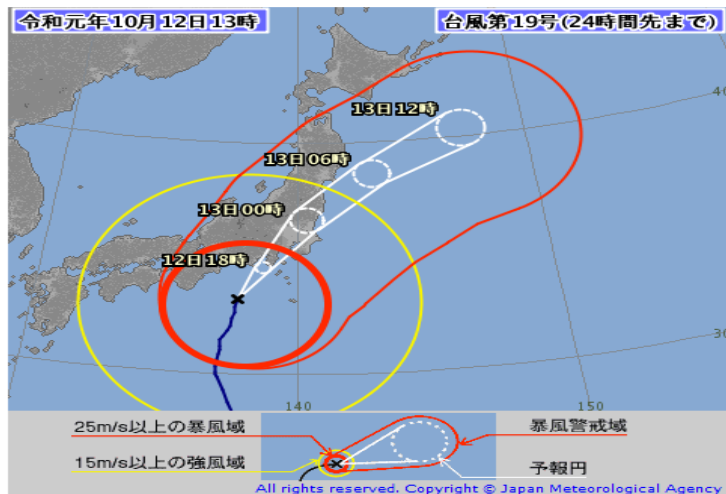 令和元年10月12日13時
台風第19号(24時間先まで)
13日12時
40
13日06時
13日00時
12日18時
30
140
150
25m/s以上の暴風域
暴風警戒域
15m/s以上の強風域
予報円
All rights reserved. Copyright © Japan Meteorological Agency